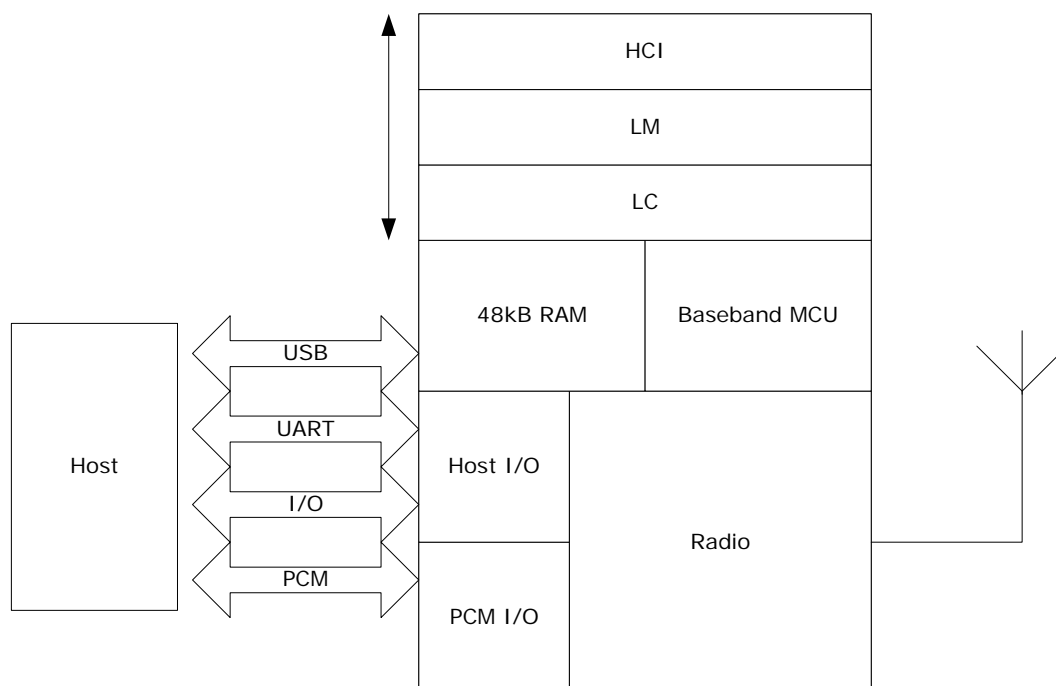 HCI
LM
LC
48kB RAM
Baseband MCU
USB
UART
Host
Host I/O
I/O
Radio
PCM
PCM I/O